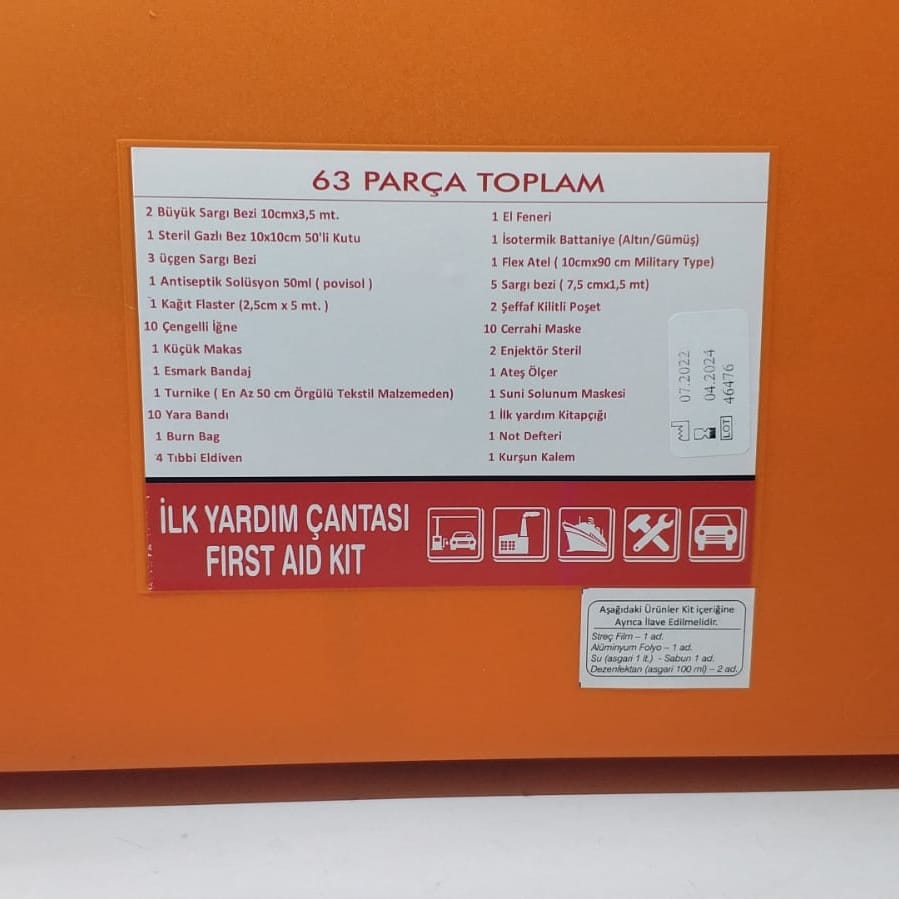 63 PARÇA TOPLAM
2 Büyük Sargı Bezi 10cmx3,5 mt.
1 Steril Gazlı Bez 10x10cm 50'li Kutu
3 üçgen Sargı Bezi
1 Antiseptik Solüsyon 50ml ( povisol )
1 Kağıt Flaster (2,5cm x 5 mt. )
10 Çengelli İğne
1 Küçük Makas
1 Esmark Bandaj
1 Turnike ( En Az 50 cm Örgülü Tekstil Malzemeden)
10 Yara Bandı
1 Burn Bag
4 Tıbbi Eldiven
1 El Feneri
1 İsotermik Battaniye (Altın/Gümüş)
1 Flex Atel ( 10cmx90 cm Military Type)
5 Sargı bezi ( 7,5 cmx1,5 mt)
2 Şeffaf Kilitli Poşet
10 Cerrahi Maske
2 Enjektör Steril
1 Ateş Ölçer
1 Suni Solunum Maskesi
1 İlk yardım Kitapçığı
1 Not Defteri
1 Kurşun Kalem
07.2022
04.2024
LOT 46476
İLK YARDIM ÇANTASI
FIRST AID KIT
Aşağıdaki Ürünler Kit içeriğine
Ayrıca İlave Edilmelidir.
Streç Film – 1 ad.
Alüminyum Folyo – 1 ad.
Su (asgari 1 lt.) - Sabun 1 ad.
Dezenfektan (asgari 100 ml) – 2 ad.